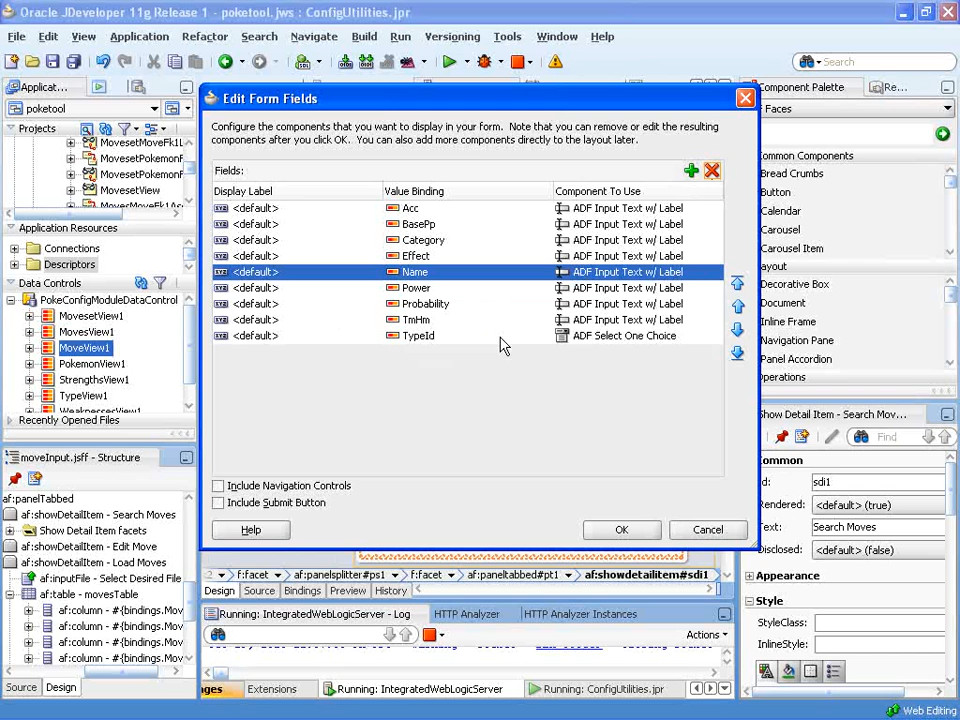 Oracle JDeveloper 11g Release 1 - poketool.jws : ConfigUtilities.jpr
File Edit View Application Refactor Search Navigate Build Run Versioning Tools Window Help
Search
Applicat...
poketool
Projects
MovesetMoveFk1L
MovesetPokemonF
MovesetPokemonF
MovesetView
Application Resources
Connections
Descriptors
Data Controls
PokeConfigModuleDataControl
MovesetView1
MovesView1
MoveView1
PokemonView1
StrengthsView1
TypeView1
WeaknessesView1
Recently Opened Files
moveInput.jsff - Structure
af:panelTabbed
af:showDetailItem - Search Moves
Show Detail Item facets
af:showDetailItem - Edit Move
af:showDetailItem - Load Moves
af:inputFile - Select Desired File
af:table - movesTable
af:column - #{bindings.Mov
af:column - #{bindings.Mov
af:column - #{bindings.Mov
af:column - #{bindings.Mov
Source Design
Edit Form Fields
Configure the components that you want to display in your form. Note that you can remove or edit the resulting
components after you click OK. You can also add more components directly to the layout later.
Fields:
Display Label Value Binding Component To Use
<default> Acc ADF Input Text w/ Label
<default> BasePp ADF Input Text w/ Label
<default> Category ADF Input Text w/ Label
<default> Effect ADF Input Text w/ Label
<default> Name ADF Input Text w/ Label
<default> Power ADF Input Text w/ Label
<default> Probability ADF Input Text w/ Label
<default> TmHm ADF Input Text w/ Label
<default> TypeId ADF Select One Choice
Include Navigation Controls
Include Submit Button
Help OK Cancel
f:facet af:panelsplitter#ps1 f:facet af:paneltabbed#pt1 af:showdetailitem#sdi1
Design Source Bindings Preview History
Running: IntegratedWebLogicServer - Log HTTP Analyzer HTTP Analyzer Instances
Actions
ages Extensions Running: IntegratedWebLogicServer Running: ConfigUtilities.jpr
Component Palette Re...
Faces
ommon Components
Bread Crumbs
Button
Calendar
Carousel
Carousel Item
ayout
Decorative Box
Document
Inline Frame
Navigation Pane
Panel Accordion
Operations
Show Detail Item - Search Mov...
Find
Common
Id: sdi1
Rendered: <default> (true)
Text: Search Moves
Disclosed: <default> (false)
Appearance
Style
StyleClass:
InlineStyle:
Web Editing